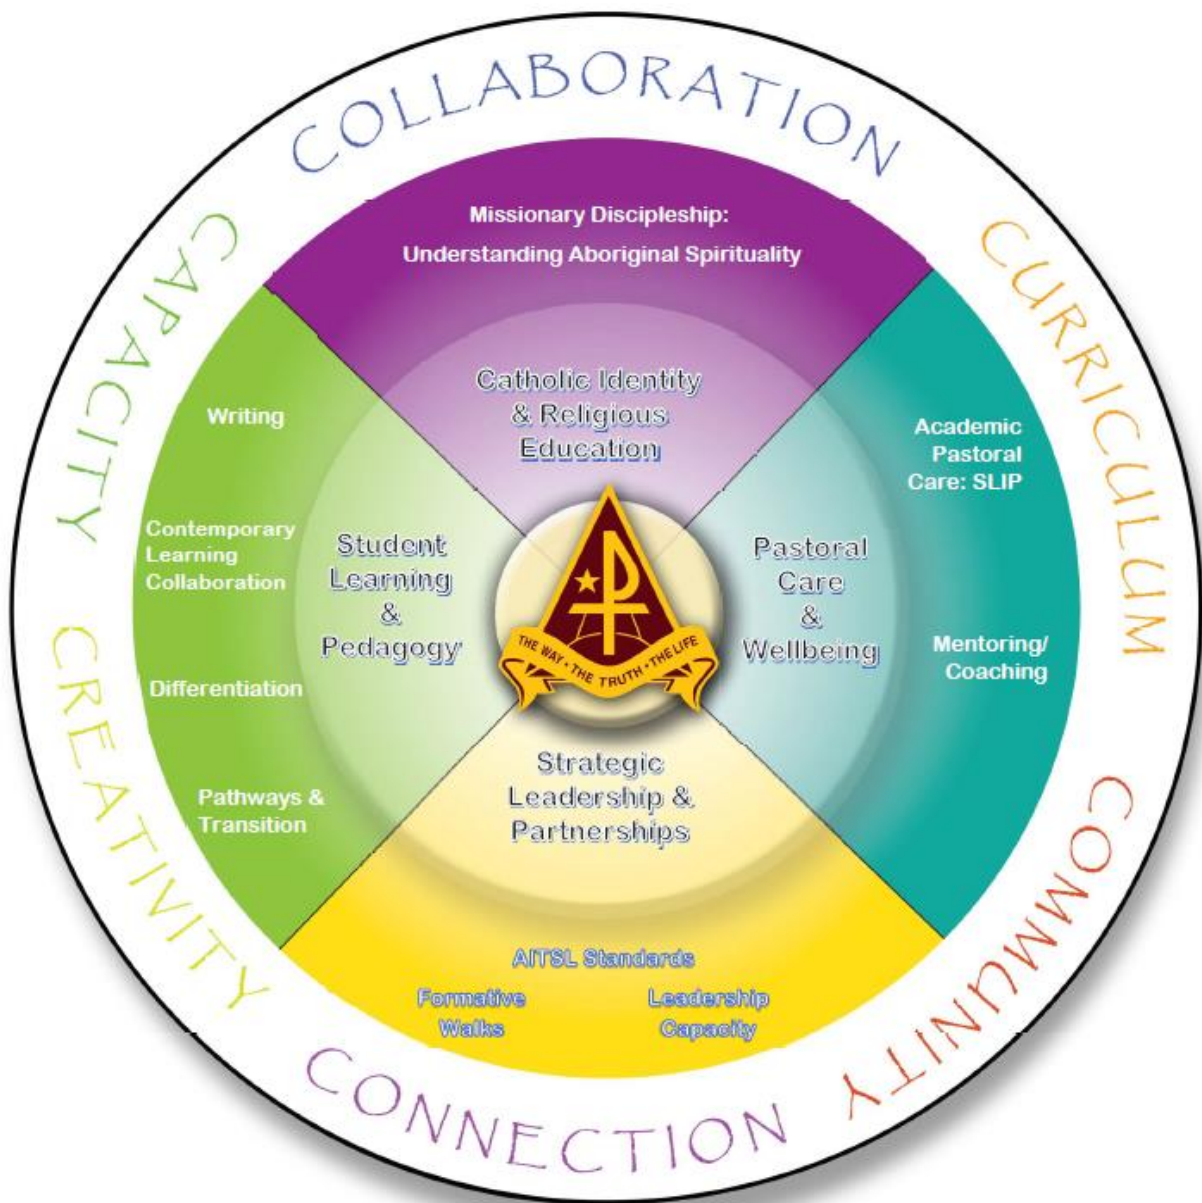 COLLABORATION
CURRICULUM
COMMUNITY
CONNECTION
CREATIVITY
CAPACITY
Missionary Discipleship:
Understanding Aboriginal Spirituality
Catholic Identity
& Religious
Education
Writing
Contemporary
Learning
Collaboration
Differentiation
Pathways &
Transition
Student
Learning
&
Pedagogy
THE WAY • THE TRUTH • THE LIFE
Pastoral
Care
&
Wellbeing
Academic
Pastoral
Care: SLIP
Mentoring/
Coaching
Strategic
Leadership &
Partnerships
AITSL Standards
Formative
Walks
Leadership
Capacity